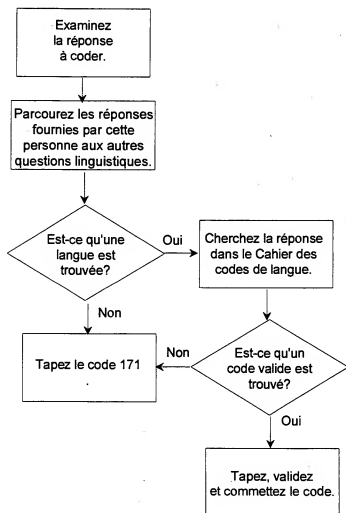 Examinez
la réponse
à coder.
Parcourez les réponses
fournies par cette
personne aux autres
questions linguistiques.
Est-ce qu'une
langue est
trouvée?
Oui
Cherchez la réponse
dans le Cahier des
codes de langue.
Non
Tapez le code 171
.
Non
Est-ce qu'un
code valide est
trouvé?
Oui
Tapez, validez
et commettez le code.